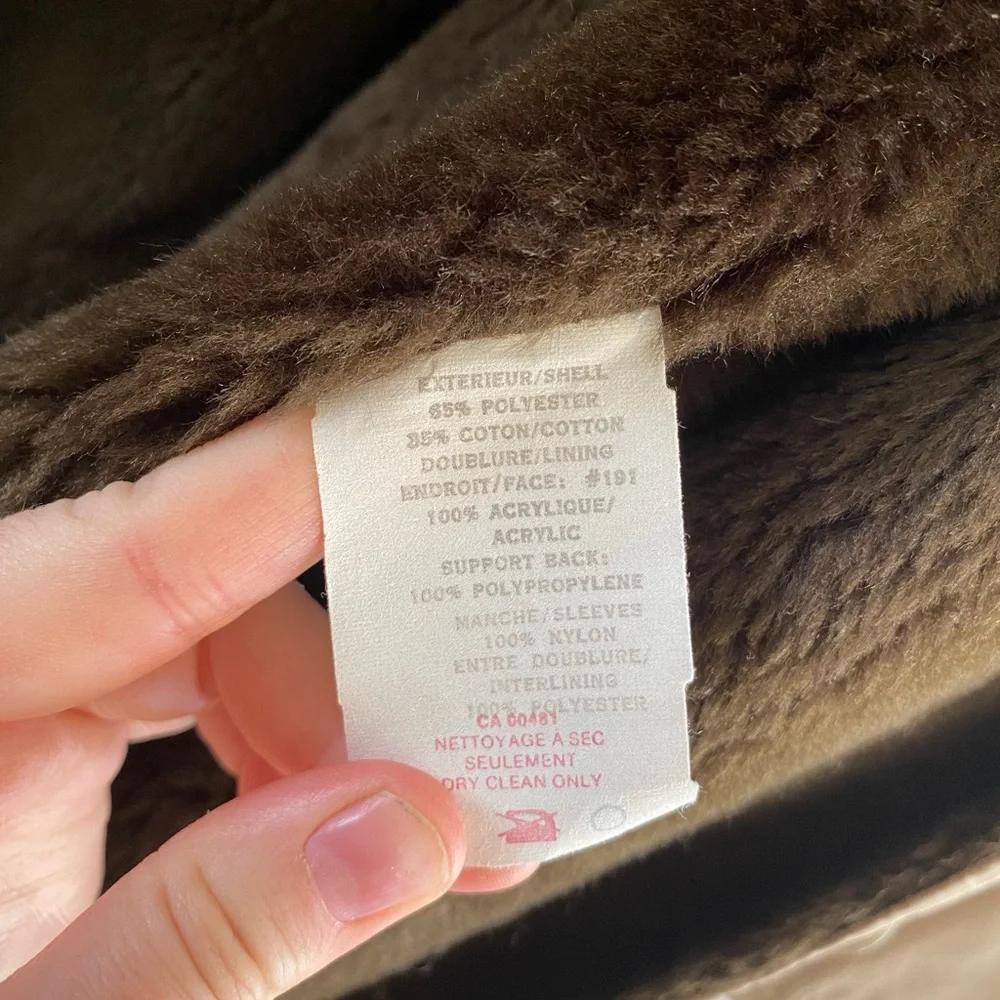 EXTERIEUR/SHELL
65% POLYESTER
35% COTON/COTTON
DOUBLURE/LINING
ENDROIT/FACE: #191
100% ACRYLIQUE/
ACRYLIC
SUPPORT BACK:
100% POLYPROPYLENE
MANCHE/SLEEVES
100% NYLON
ENTRE DOUBLURE/
INTERLINING
100% POLYESTER
CA 00481
NETTOYAGE À SEC
SEULEMENT
DRY CLEAN ONLY